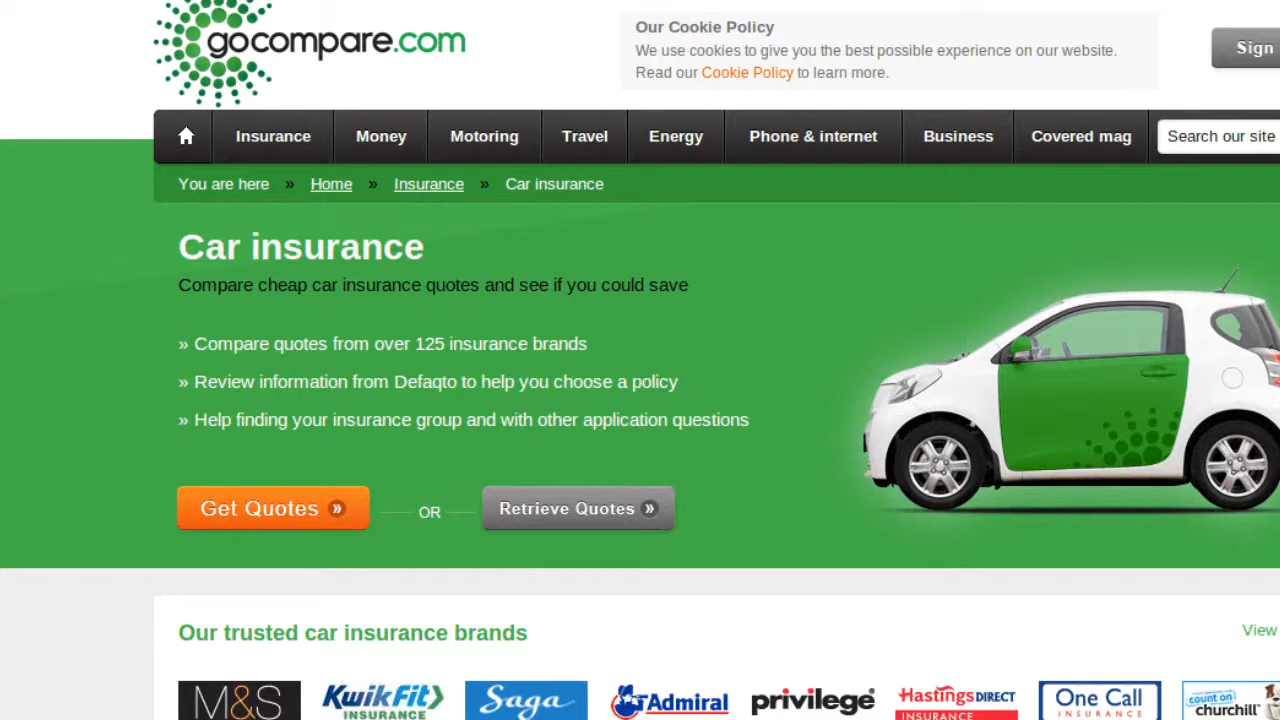 gocompare.com
Our Cookie Policy
We use cookies to give you the best possible experience on our website.
Read our Cookie Policy to learn more.
Sign
Insurance Money Motoring Travel Energy Phone & internet Business Covered mag Search our site
You are here » Home » Insurance » Car insurance
Car insurance
Compare cheap car insurance quotes and see if you could save
» Compare quotes from over 125 insurance brands
» Review information from Defaqto to help you choose a policy
» Help finding your insurance group and with other application questions
Get Quotes » OR Retrieve Quotes »
Our trusted car insurance brands
View
M&S KwikFit INSURANCE Saga Admiral privilege Hastings DIRECT INSURANCE One Call INSURANCE count on churchill